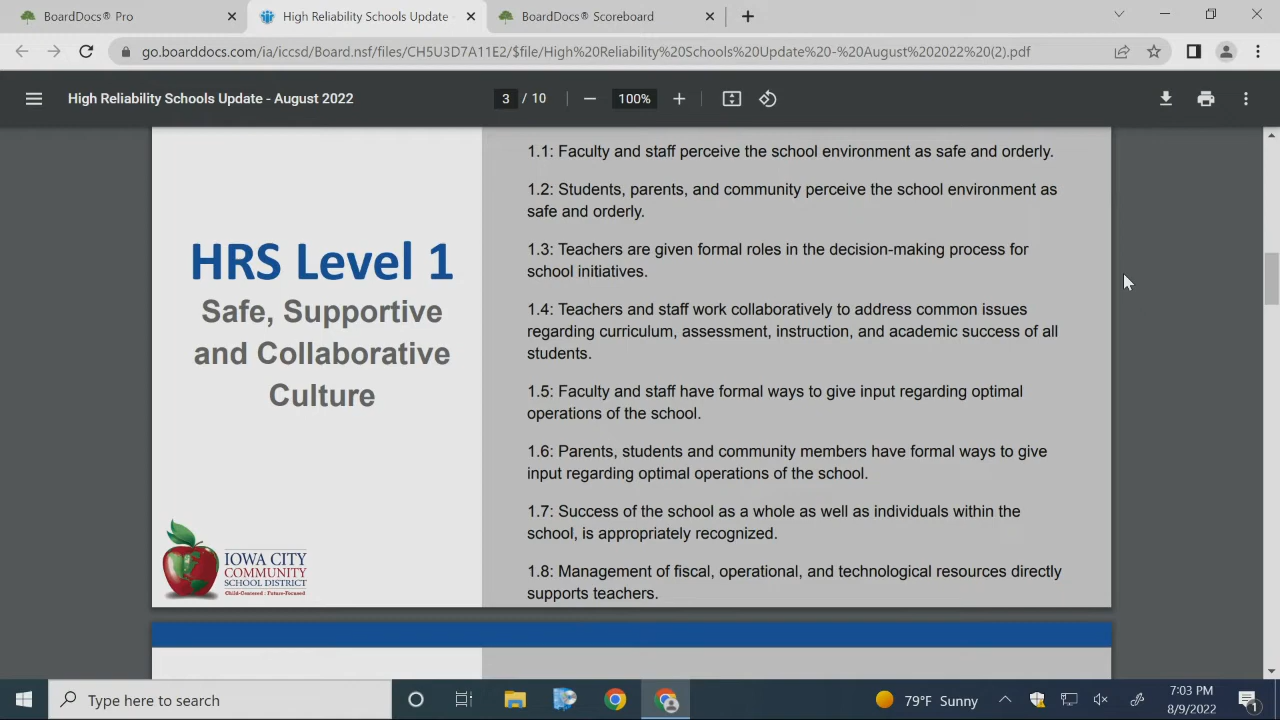 BoardDocs® Pro
High Reliability Schools Update
BoardDocs® Scoreboard
go.boarddocs.com/ia/iccsd/Board.nsf/files/CH5U3D7A11E2/$file/High%20Reliability%20Schools%20Update%20-%20August%202022%20(2).pdf
High Reliability Schools Update - August 2022
3 / 10
100%
HRS Level 1
Safe, Supportive
and Collaborative
Culture
1.1: Faculty and staff perceive the school environment as safe and orderly.
1.2: Students, parents, and community perceive the school environment as
safe and orderly.
1.3: Teachers are given formal roles in the decision-making process for
school initiatives.
1.4: Teachers and staff work collaboratively to address common issues
regarding curriculum, assessment, instruction, and academic success of all
students.
1.5: Faculty and staff have formal ways to give input regarding optimal
operations of the school.
1.6: Parents, students and community members have formal ways to give
input regarding optimal operations of the school.
1.7: Success of the school as a whole as well as individuals within the
school, is appropriately recognized.
1.8: Management of fiscal, operational, and technological resources directly
supports teachers.
IOWA CITY
COMMUNITY
SCHOOL DISTRICT
Child-Centered : Future-Focused
Type here to search
79°F Sunny
7:03 PM
8/9/2022
1